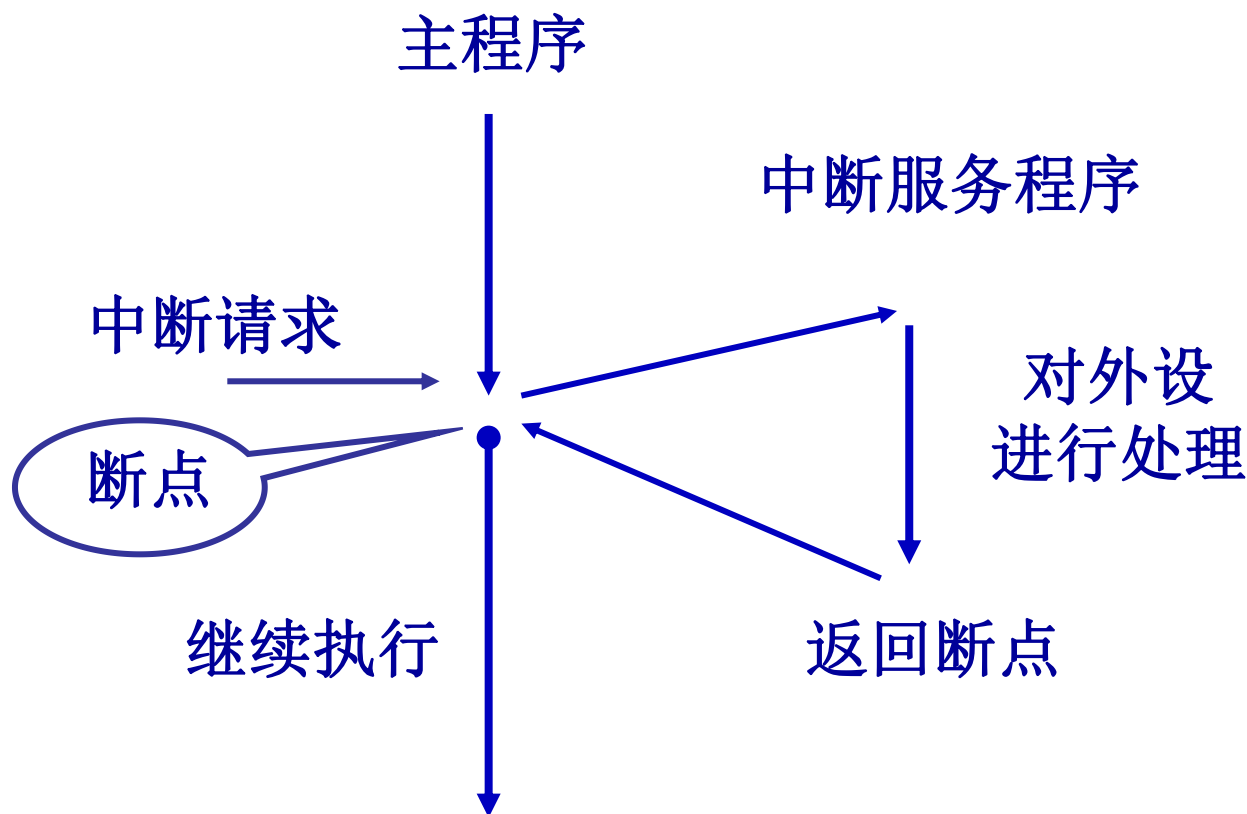 主程序
中断服务程序
中断请求
对外设
进行处理
断点
继续执行
返回断点